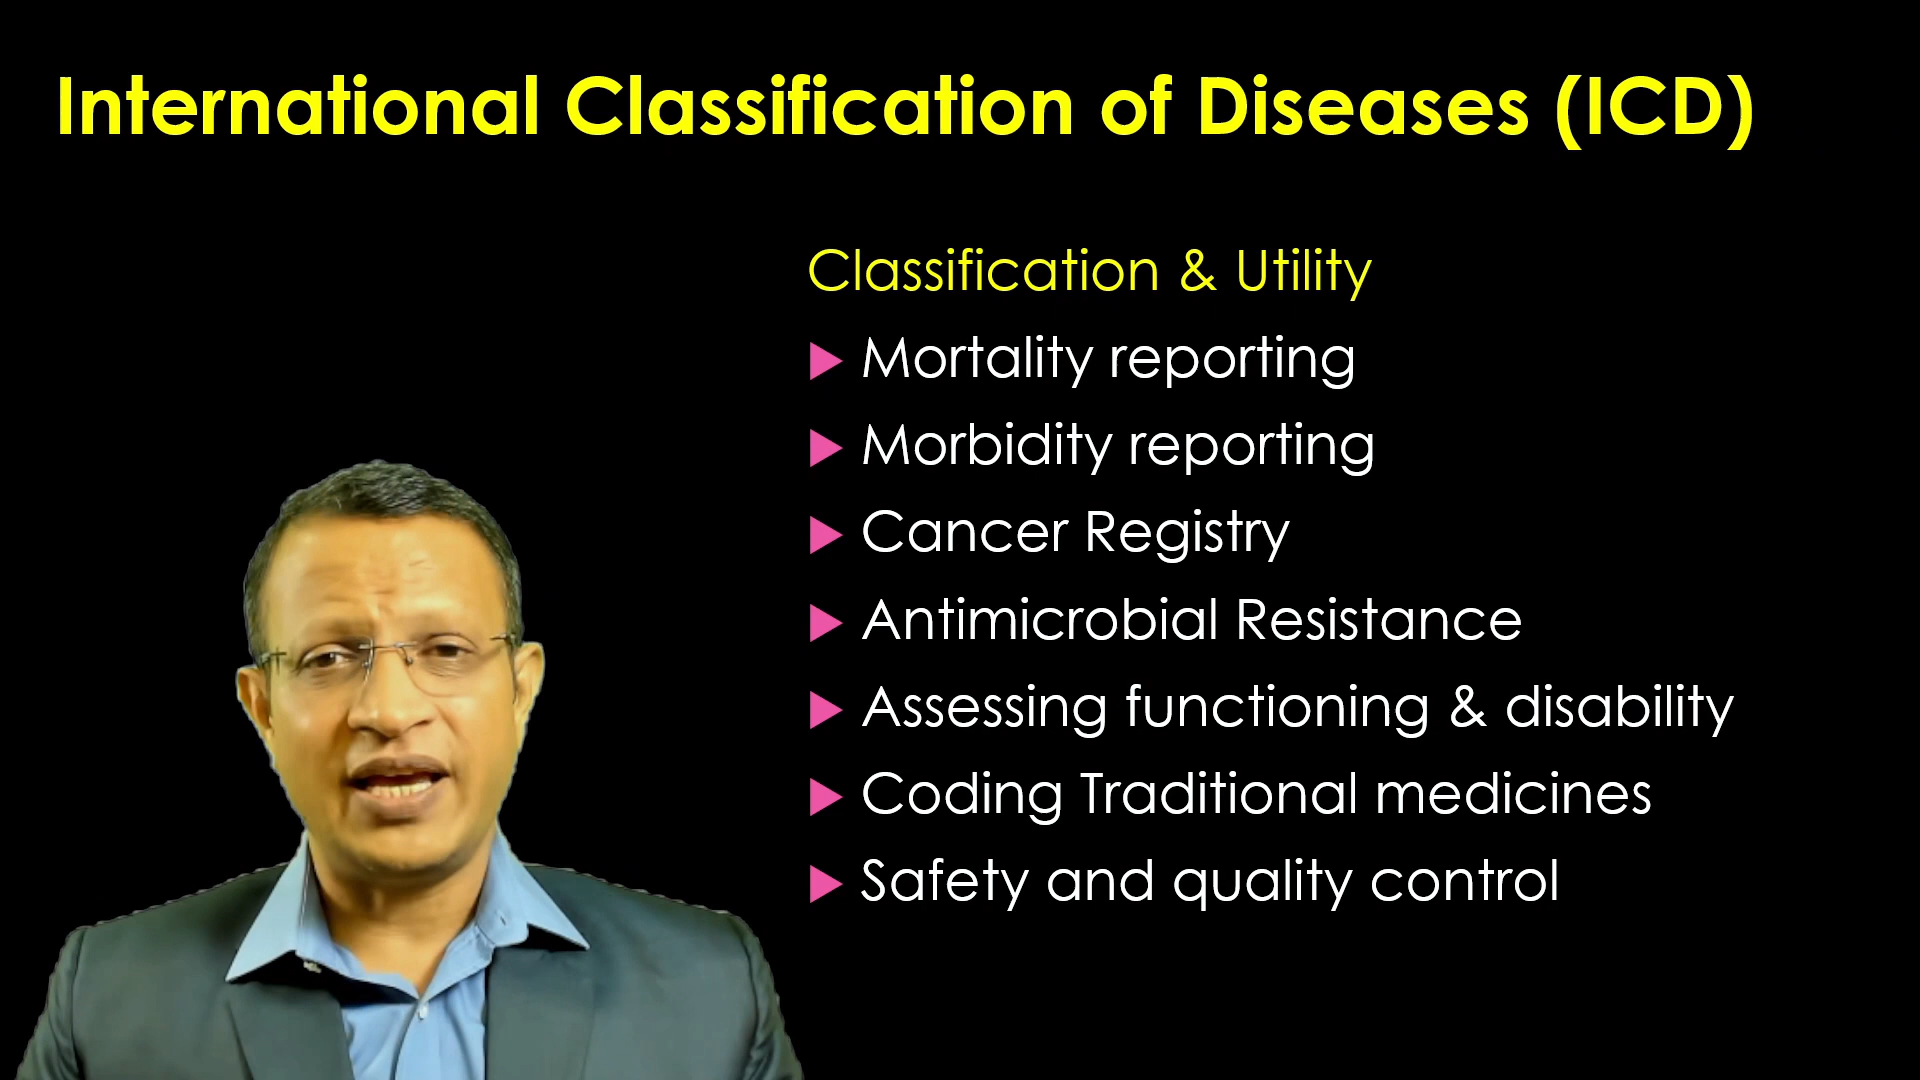 International Classification of Diseases (ICD)
Classification & Utility
Mortality reporting
Morbidity reporting
Cancer Registry
Antimicrobial Resistance
Assessing functioning & disability
Coding Traditional medicines
Safety and quality control